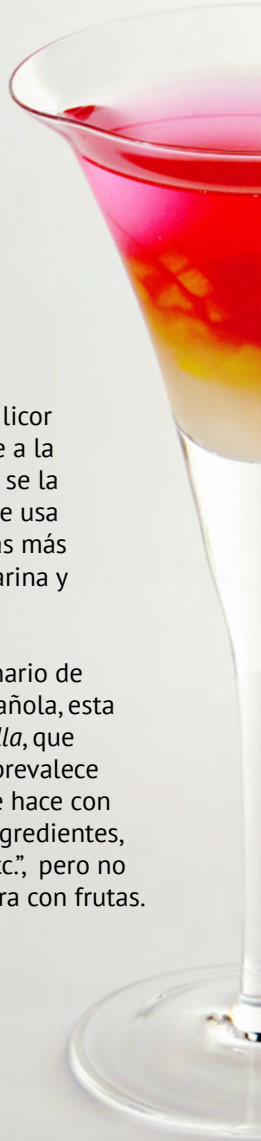 licor
e a la
se la
e usa
as más
arina y
nario de
añola, esta
lla, que
prevalece
e hace con
gredientes,
tc.”, pero no
ra con frutas.